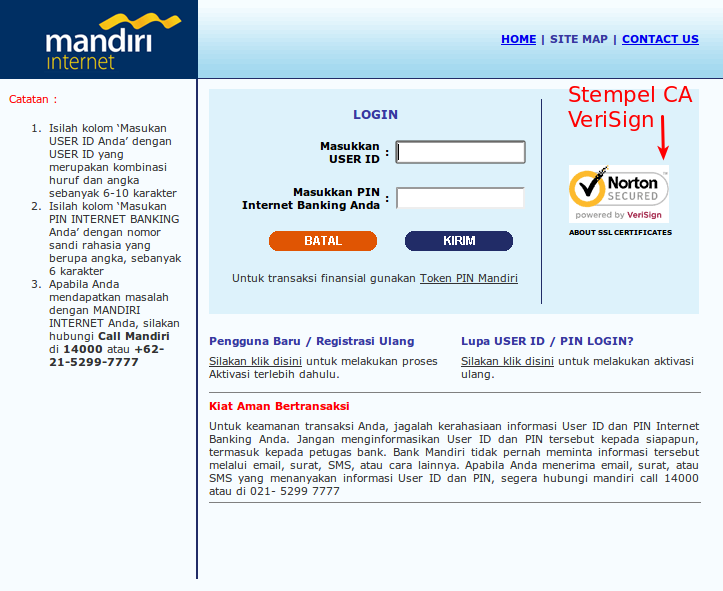 mandiri
internet
HOME | SITE MAP | CONTACT US
Catatan :
1. Isilah kolom ‘Masukan
USER ID Anda’ dengan
USER ID yang
merupakan kombinasi
huruf dan angka
sebanyak 6-10 karakter
2. Isilah kolom ‘Masukan
PIN INTERNET BANKING
Anda’ dengan nomor
sandi rahasia yang
berupa angka, sebanyak
6 karakter
3. Apabila Anda
mendapatkan masalah
dengan MANDIRI
INTERNET Anda, silakan
hubungi Call Mandiri
di 14000 atau +62-
21-5299-7777
LOGIN
Masukkan
USER ID :
Masukkan PIN
Internet Banking Anda :
BATAL KIRIM
Untuk transaksi finansial gunakan Token PIN Mandiri
Stempel CA
VeriSign
Norton
SECURED
powered by VeriSign
ABOUT SSL CERTIFICATES
Pengguna Baru / Registrasi Ulang
Silakan klik disini untuk melakukan proses
Aktivasi terlebih dahulu.
Lupa USER ID / PIN LOGIN?
Silakan klik disini untuk melakukan aktivasi
ulang.
Kiat Aman Bertransaksi
Untuk keamanan transaksi Anda, jagalah kerahasiaan informasi User ID dan PIN Internet
Banking Anda. Jangan menginformasikan User ID dan PIN tersebut kepada siapapun,
termasuk kepada petugas bank. Bank Mandiri tidak pernah meminta informasi tersebut
melalui email, surat, SMS, atau cara lainnya. Apabila Anda menerima email, surat, atau
SMS yang menanyakan informasi User ID dan PIN, segera hubungi mandiri call 14000
atau di 021- 5299 7777